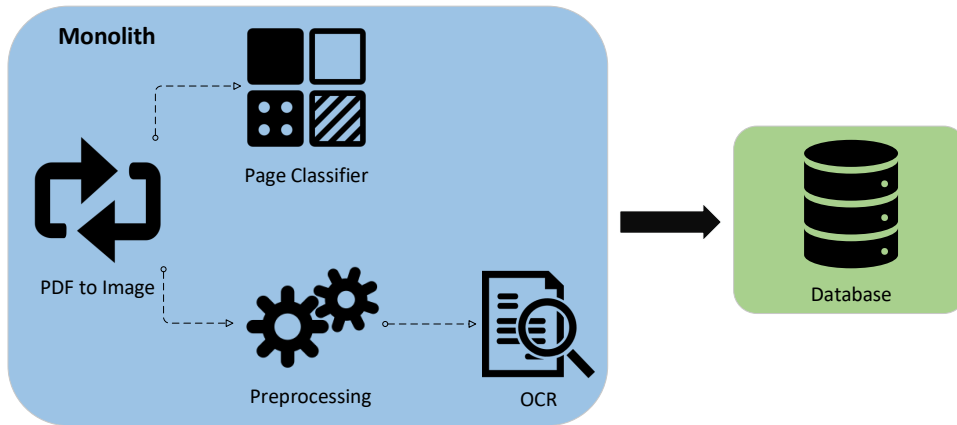 Monolith
Page Classifier
PDF to Image
Database
Preprocessing
OCR